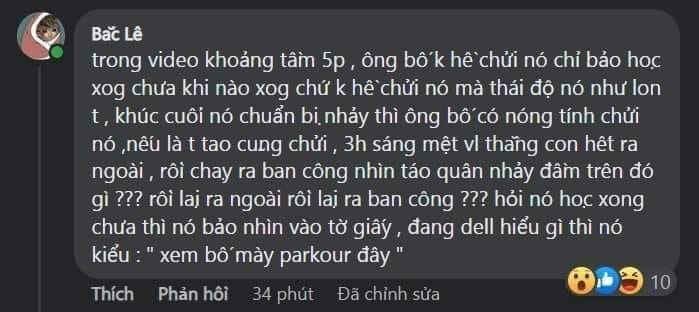 Bắc Lê
trong video khoảng tầm 5p , ông bố k hề chửi nó chỉ bảo học
xog chưa khi nào xog chứ k hề chửi nó mà thái độ nó như lon
t , khúc cuối nó chuẩn bị nhảy thì ông bố có nóng tính chửi
nó ,nếu là t tao cung chửi , 3h sáng mệt vl thằng con hết ra
ngoài , rồi chay ra ban công nhìn táo quân nhảy đầm trên đó
gì ??? rồi lại ra ngoài rồi lại ra ban công ??? hỏi nó học xong
chưa thì nó bảo nhìn vào tờ giấy , đang dell hiểu gì thì nó
kiểu : " xem bố mày parkour đây "
10
Thích Phản hồi 34 phút Đã chỉnh sửa